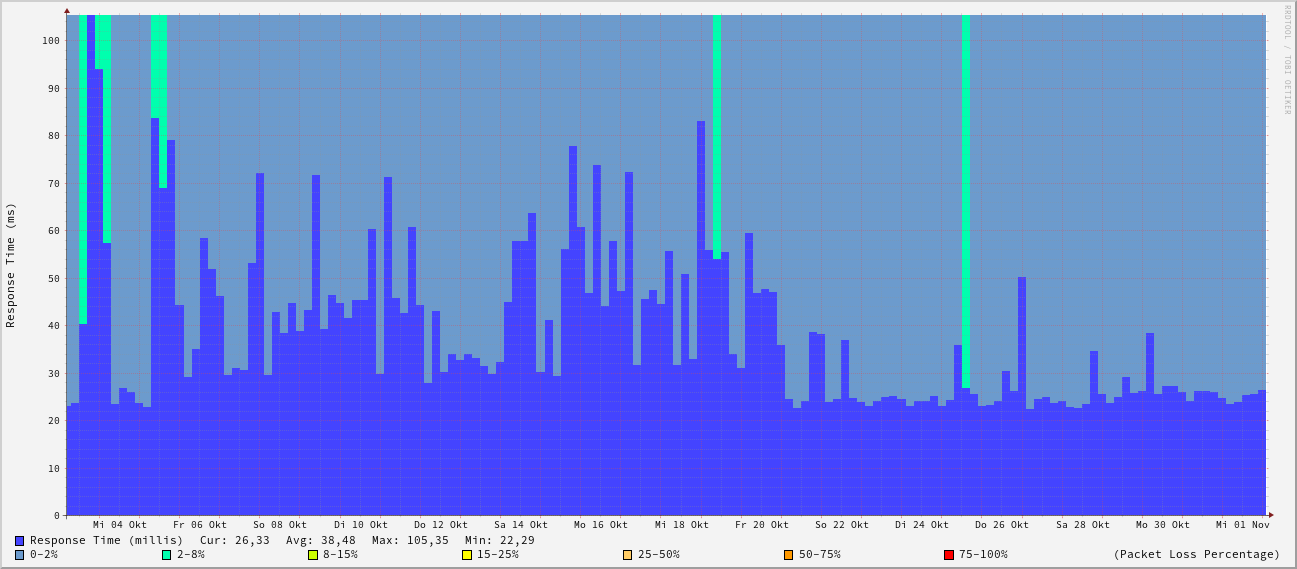 RRDTOOL / TOBI OETIKER
Response Time (ms)
100
90
80
70
60
50
40
30
20
10
0
Mi 04 Okt Fr 06 Okt So 08 Okt Di 10 Okt Do 12 Okt Sa 14 Okt Mo 16 Okt Mi 18 Okt Fr 20 Okt So 22 Okt Di 24 Okt Do 26 Okt Sa 28 Okt Mo 30 Okt Mi 01 Nov
Response Time (millis) Cur: 26,33 Avg: 38,48 Max: 105,35 Min: 22,29
0-2% 2-8% 8-15% 15-25% 25-50% 50-75% 75-100% (Packet Loss Percentage)